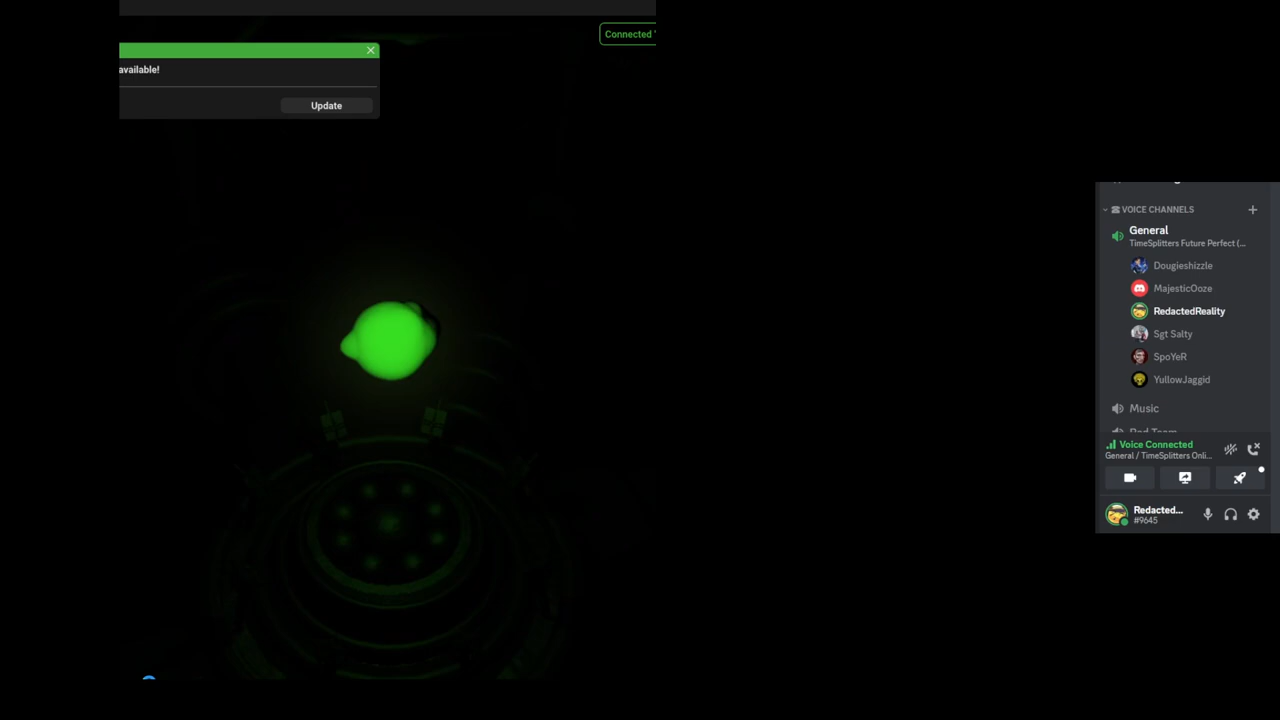 Connected
available!
Update
VOICE CHANNELS
General
TimeSplitters Future Perfect (...
Dougieshizzle
MajesticOoze
RedactedReality
Sgt Salty
SpoYeR
YullowJaggid
Music
Voice Connected
General / TimeSplitters Onli...
Redacted...
#9645